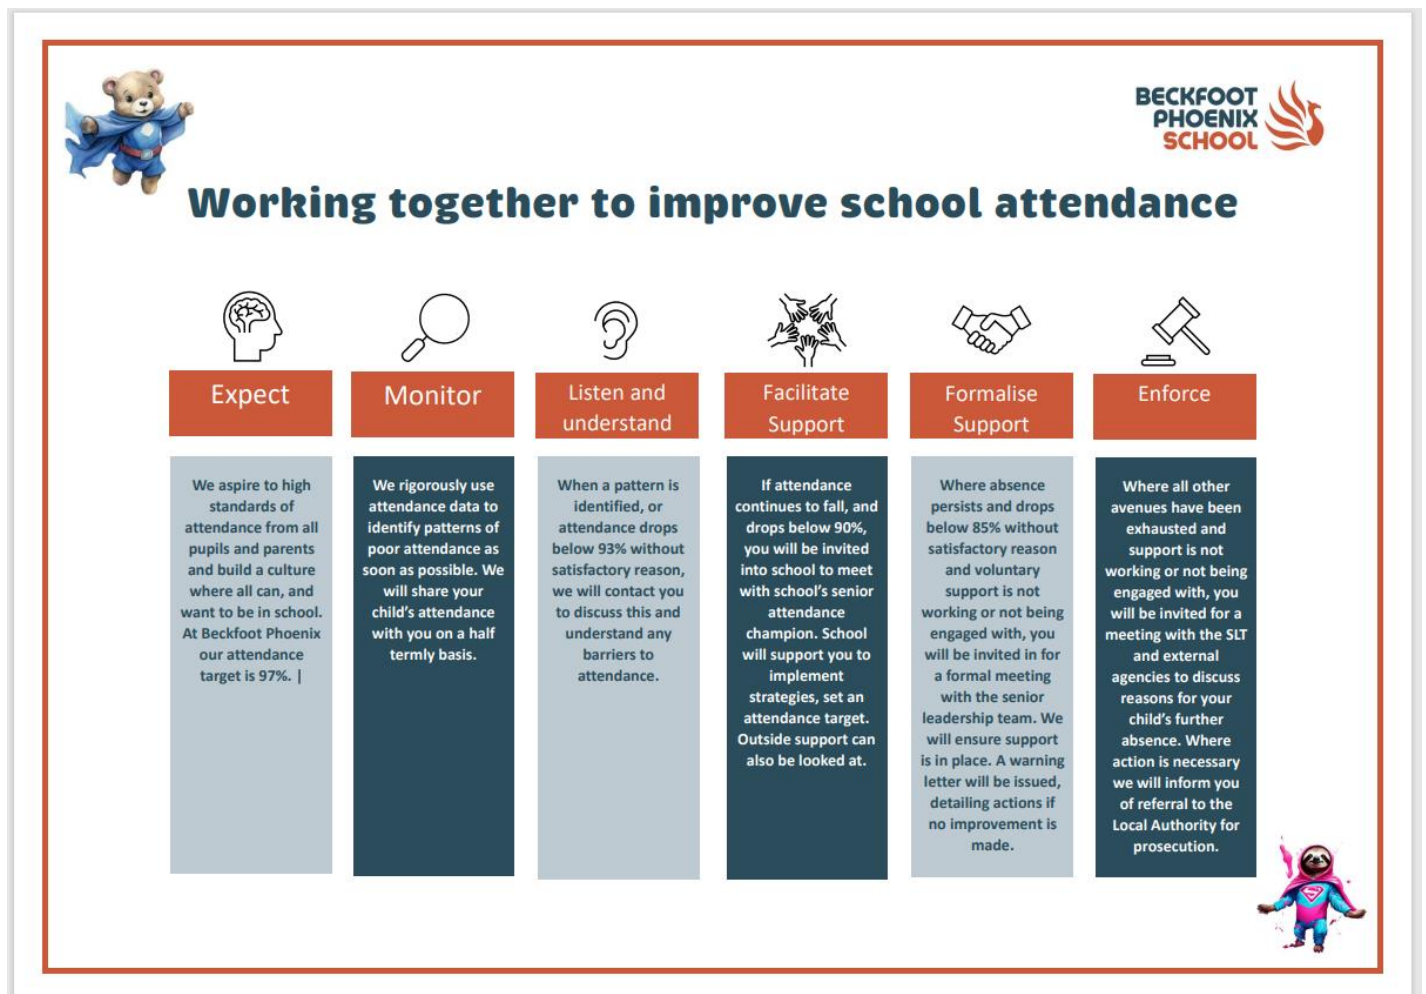 BECKFOOT
PHOENIX
SCHOOL
Working together to improve school attendance
Expect
We aspire to high
standards of
attendance from all
pupils and parents
and build a culture
where all can, and
want to be in school.
At Beckfoot Phoenix
our attendance
target is 97%. |
Monitor
We rigorously use
attendance data to
identify patterns of
poor attendance as
soon as possible. We
will share your
child's attendance
with you on a half
termly basis.
Listen and
understand
When a pattern is
identified, or
attendance drops
below 93% without
satisfactory reason,
we will contact you
to discuss this and
understand any
barriers to
attendance.
Facilitate
Support
If attendance
continues to fall, and
drops below 90%,
you will be invited
into school to meet
with school's senior
attendance
champion. School
will support you to
implement
strategies, set an
attendance target.
Outside support can
also be looked at.
Formalise
Support
Where absence
persists and drops
below 85% without
satisfactory reason
and voluntary
support is not
working or not being
engaged with, you
will be invited in for
a formal meeting
with the senior
leadership team. We
will ensure support
is in place. A warning
letter will be issued,
detailing actions if
no improvement is
made.
Enforce
Where all other
avenues have been
exhausted and
support is not
working or not being
engaged with, you
will be invited for a
meeting with the SLT
and external
agencies to discuss
reasons for your
child's further
absence. Where
action is necessary
we will inform you
of referral to the
Local Authority for
prosecution.